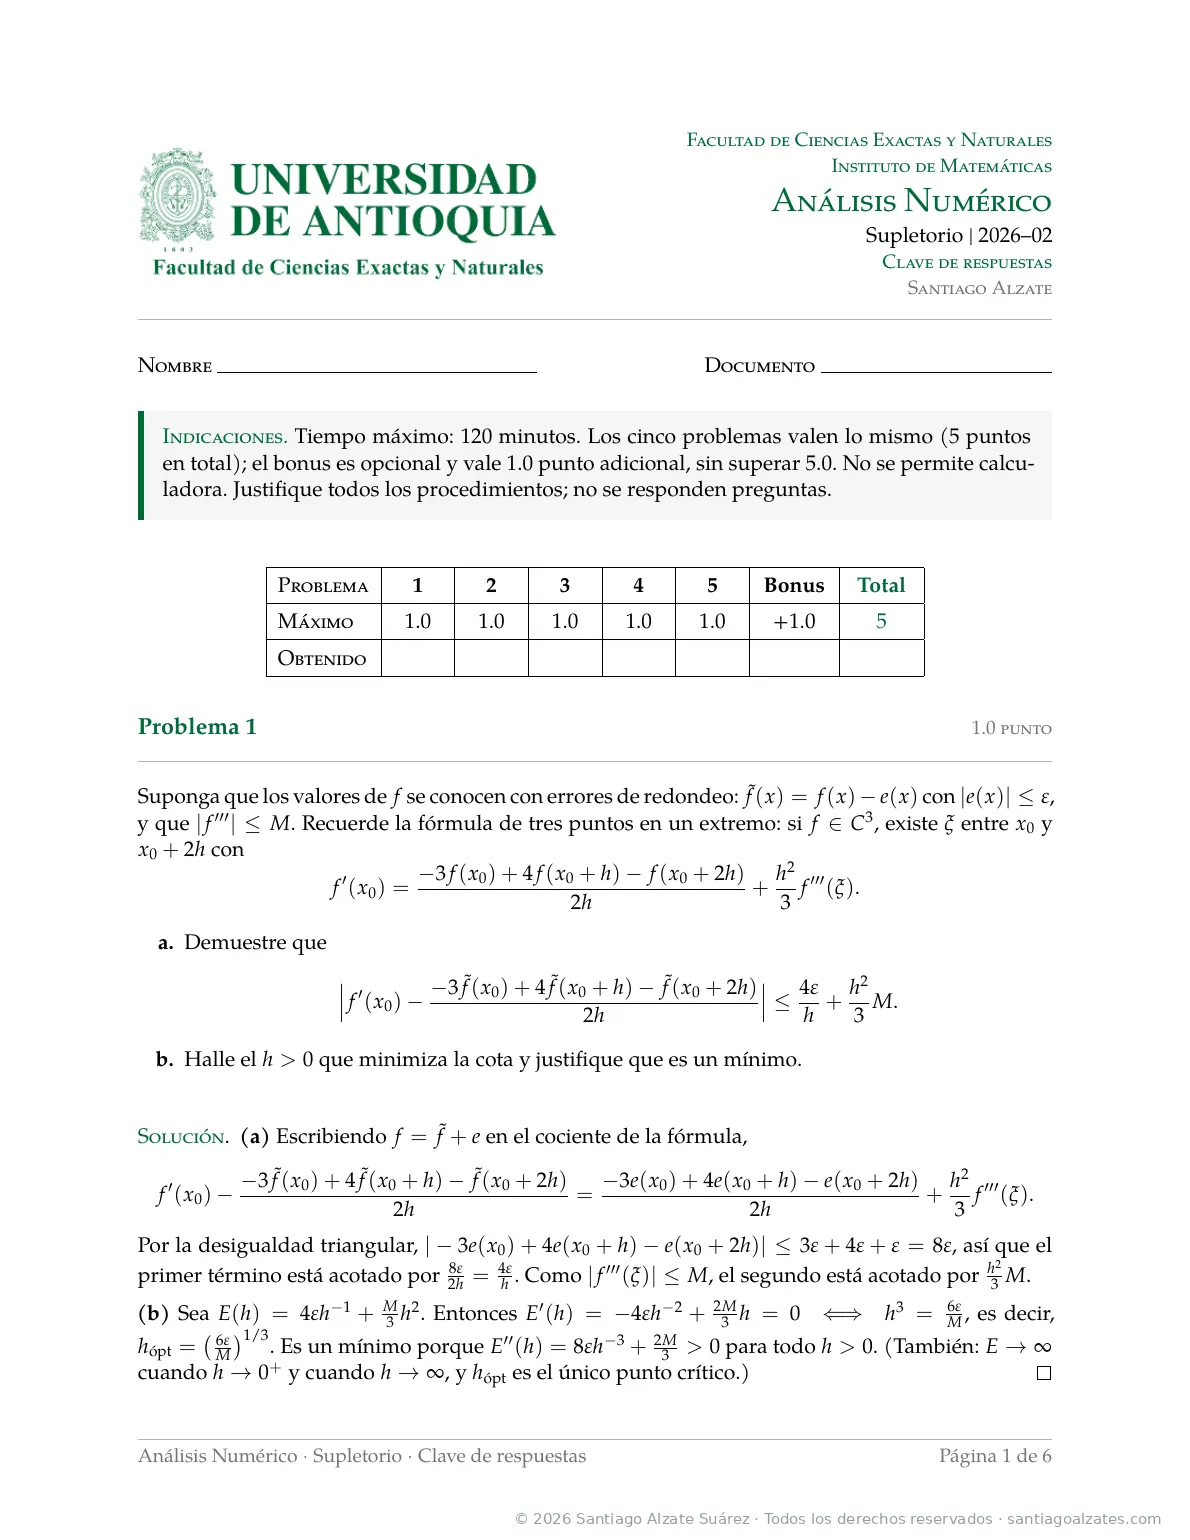 UNIVERSIDAD
DE ANTIOQUIA
1 8 0 3
Facultad de Ciencias Exactas y Naturales
Facultad de Ciencias Exactas y Naturales
Instituto de Matemáticas
Análisis Numérico
Supletorio | 2026–02
Clave de respuestas
Santiago Alzate
Nombre
Documento
Indicaciones. Tiempo máximo: 120 minutos. Los cinco problemas valen lo mismo (5 puntos
en total); el bonus es opcional y vale 1.0 punto adicional, sin superar 5.0. No se permite calcu-
ladora. Justifique todos los procedimientos; no se responden preguntas.
Problema 1 2 3 4 5 Bonus Total
Máximo 1.0 1.0 1.0 1.0 1.0 +1.0 5
Obtenido
Problema 1
1.0 punto
Suponga que los valores de f se conocen con errores de redondeo: f̃(x) = f(x) − e(x) con |e(x)| ≤ ε,
y que |f′′′| ≤ M. Recuerde la fórmula de tres puntos en un extremo: si f ∈ C³, existe ξ entre x₀ y
x₀ + 2h con
f′(x₀) = (−3f(x₀) + 4f(x₀ + h) − f(x₀ + 2h))/2h + h²/3 f′′′(ξ).
a. Demuestre que
|f′(x₀) − (−3f̃(x₀) + 4f̃(x₀ + h) − f̃(x₀ + 2h))/2h| ≤ 4ε/h + h²/3 M.
b. Halle el h > 0 que minimiza la cota y justifique que es un mínimo.
Solución. (a) Escribiendo f = f̃ + e en el cociente de la fórmula,
f′(x₀) − (−3f̃(x₀) + 4f̃(x₀ + h) − f̃(x₀ + 2h))/2h = (−3e(x₀) + 4e(x₀ + h) − e(x₀ + 2h))/2h + h²/3 f′′′(ξ).
Por la desigualdad triangular, | − 3e(x₀) + 4e(x₀ + h) − e(x₀ + 2h)| ≤ 3ε + 4ε + ε = 8ε, así que el
primer término está acotado por 8ε/2h = 4ε/h. Como |f′′′(ξ)| ≤ M, el segundo está acotado por h²/3 M.
(b) Sea E(h) = 4εh⁻¹ + M/3 h². Entonces E′(h) = −4εh⁻² + 2M/3 h = 0 ⟺ h³ = 6ε/M, es decir,
hópt = (6ε/M)^1/3. Es un mínimo porque E′′(h) = 8εh⁻³ + 2M/3 > 0 para todo h > 0. (También: E → ∞
cuando h → 0⁺ y cuando h → ∞, y hópt es el único punto crítico.) □
Análisis Numérico · Supletorio · Clave de respuestas
Página 1 de 6
© 2026 Santiago Alzate Suárez · Todos los derechos reservados · santiagoalzates.com